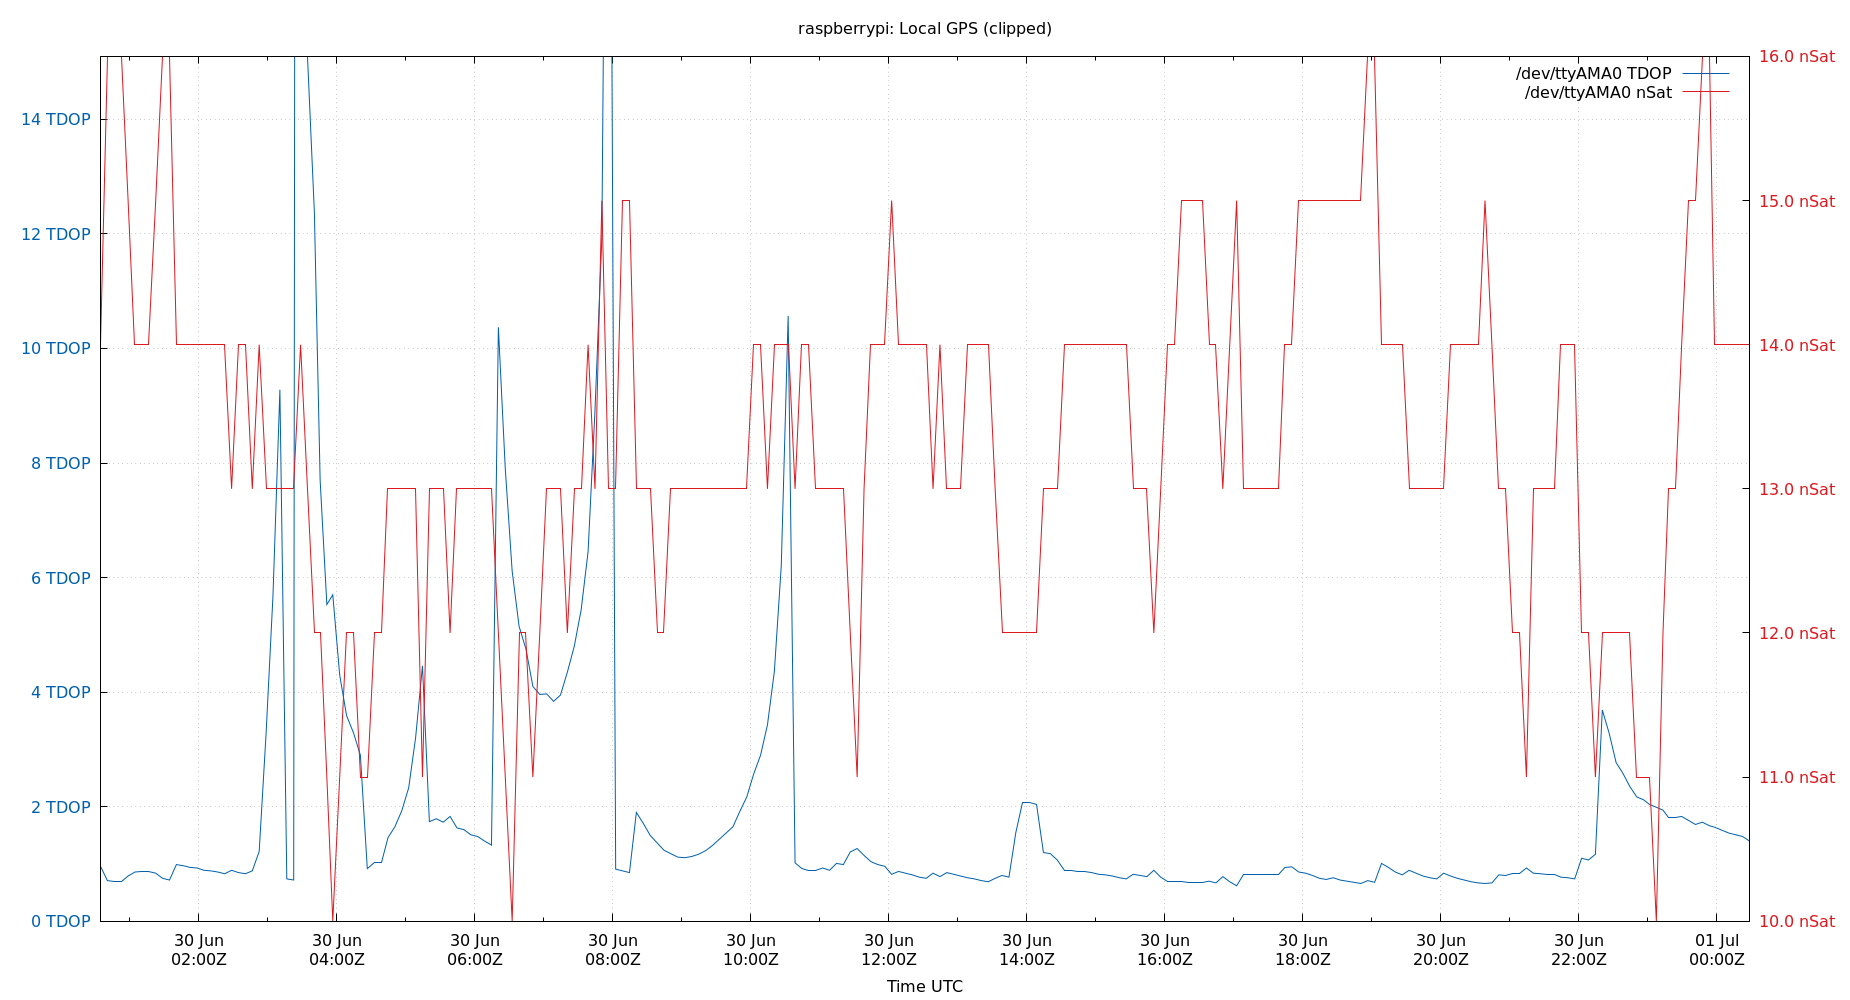 raspberrypi: Local GPS (clipped)
16.0 nSat
/dev/ttyAMA0 TDOP
/dev/ttyAMA0 nSat
14 TDOP
15.0 nSat
12 TDOP
10 TDOP
14.0 nSat
8 TDOP
13.0 nSat
6 TDOP
12.0 nSat
4 TDOP
11.0 nSat
2 TDOP
0 TDOP
10.0 nSat
30 Jun 30 Jun 30 Jun 30 Jun 30 Jun 30 Jun 30 Jun 30 Jun 30 Jun 30 Jun 30 Jun 01 Jul
02:00Z 04:00Z 06:00Z 08:00Z 10:00Z 12:00Z 14:00Z 16:00Z 18:00Z 20:00Z 22:00Z 00:00Z
Time UTC